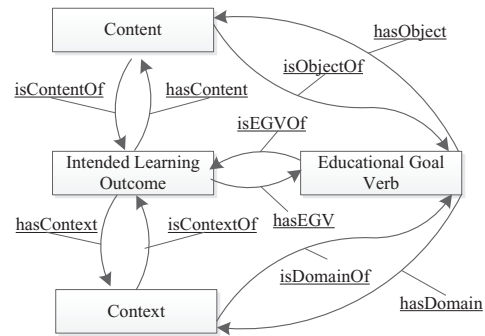 Content
hasObject
isObjectOf
isContentOf
hasContent
isEGVOf
Intended Learning
Outcome
Educational Goal
Verb
hasContext
isContextOf
hasEGV
isDomainOf
hasDomain
Context